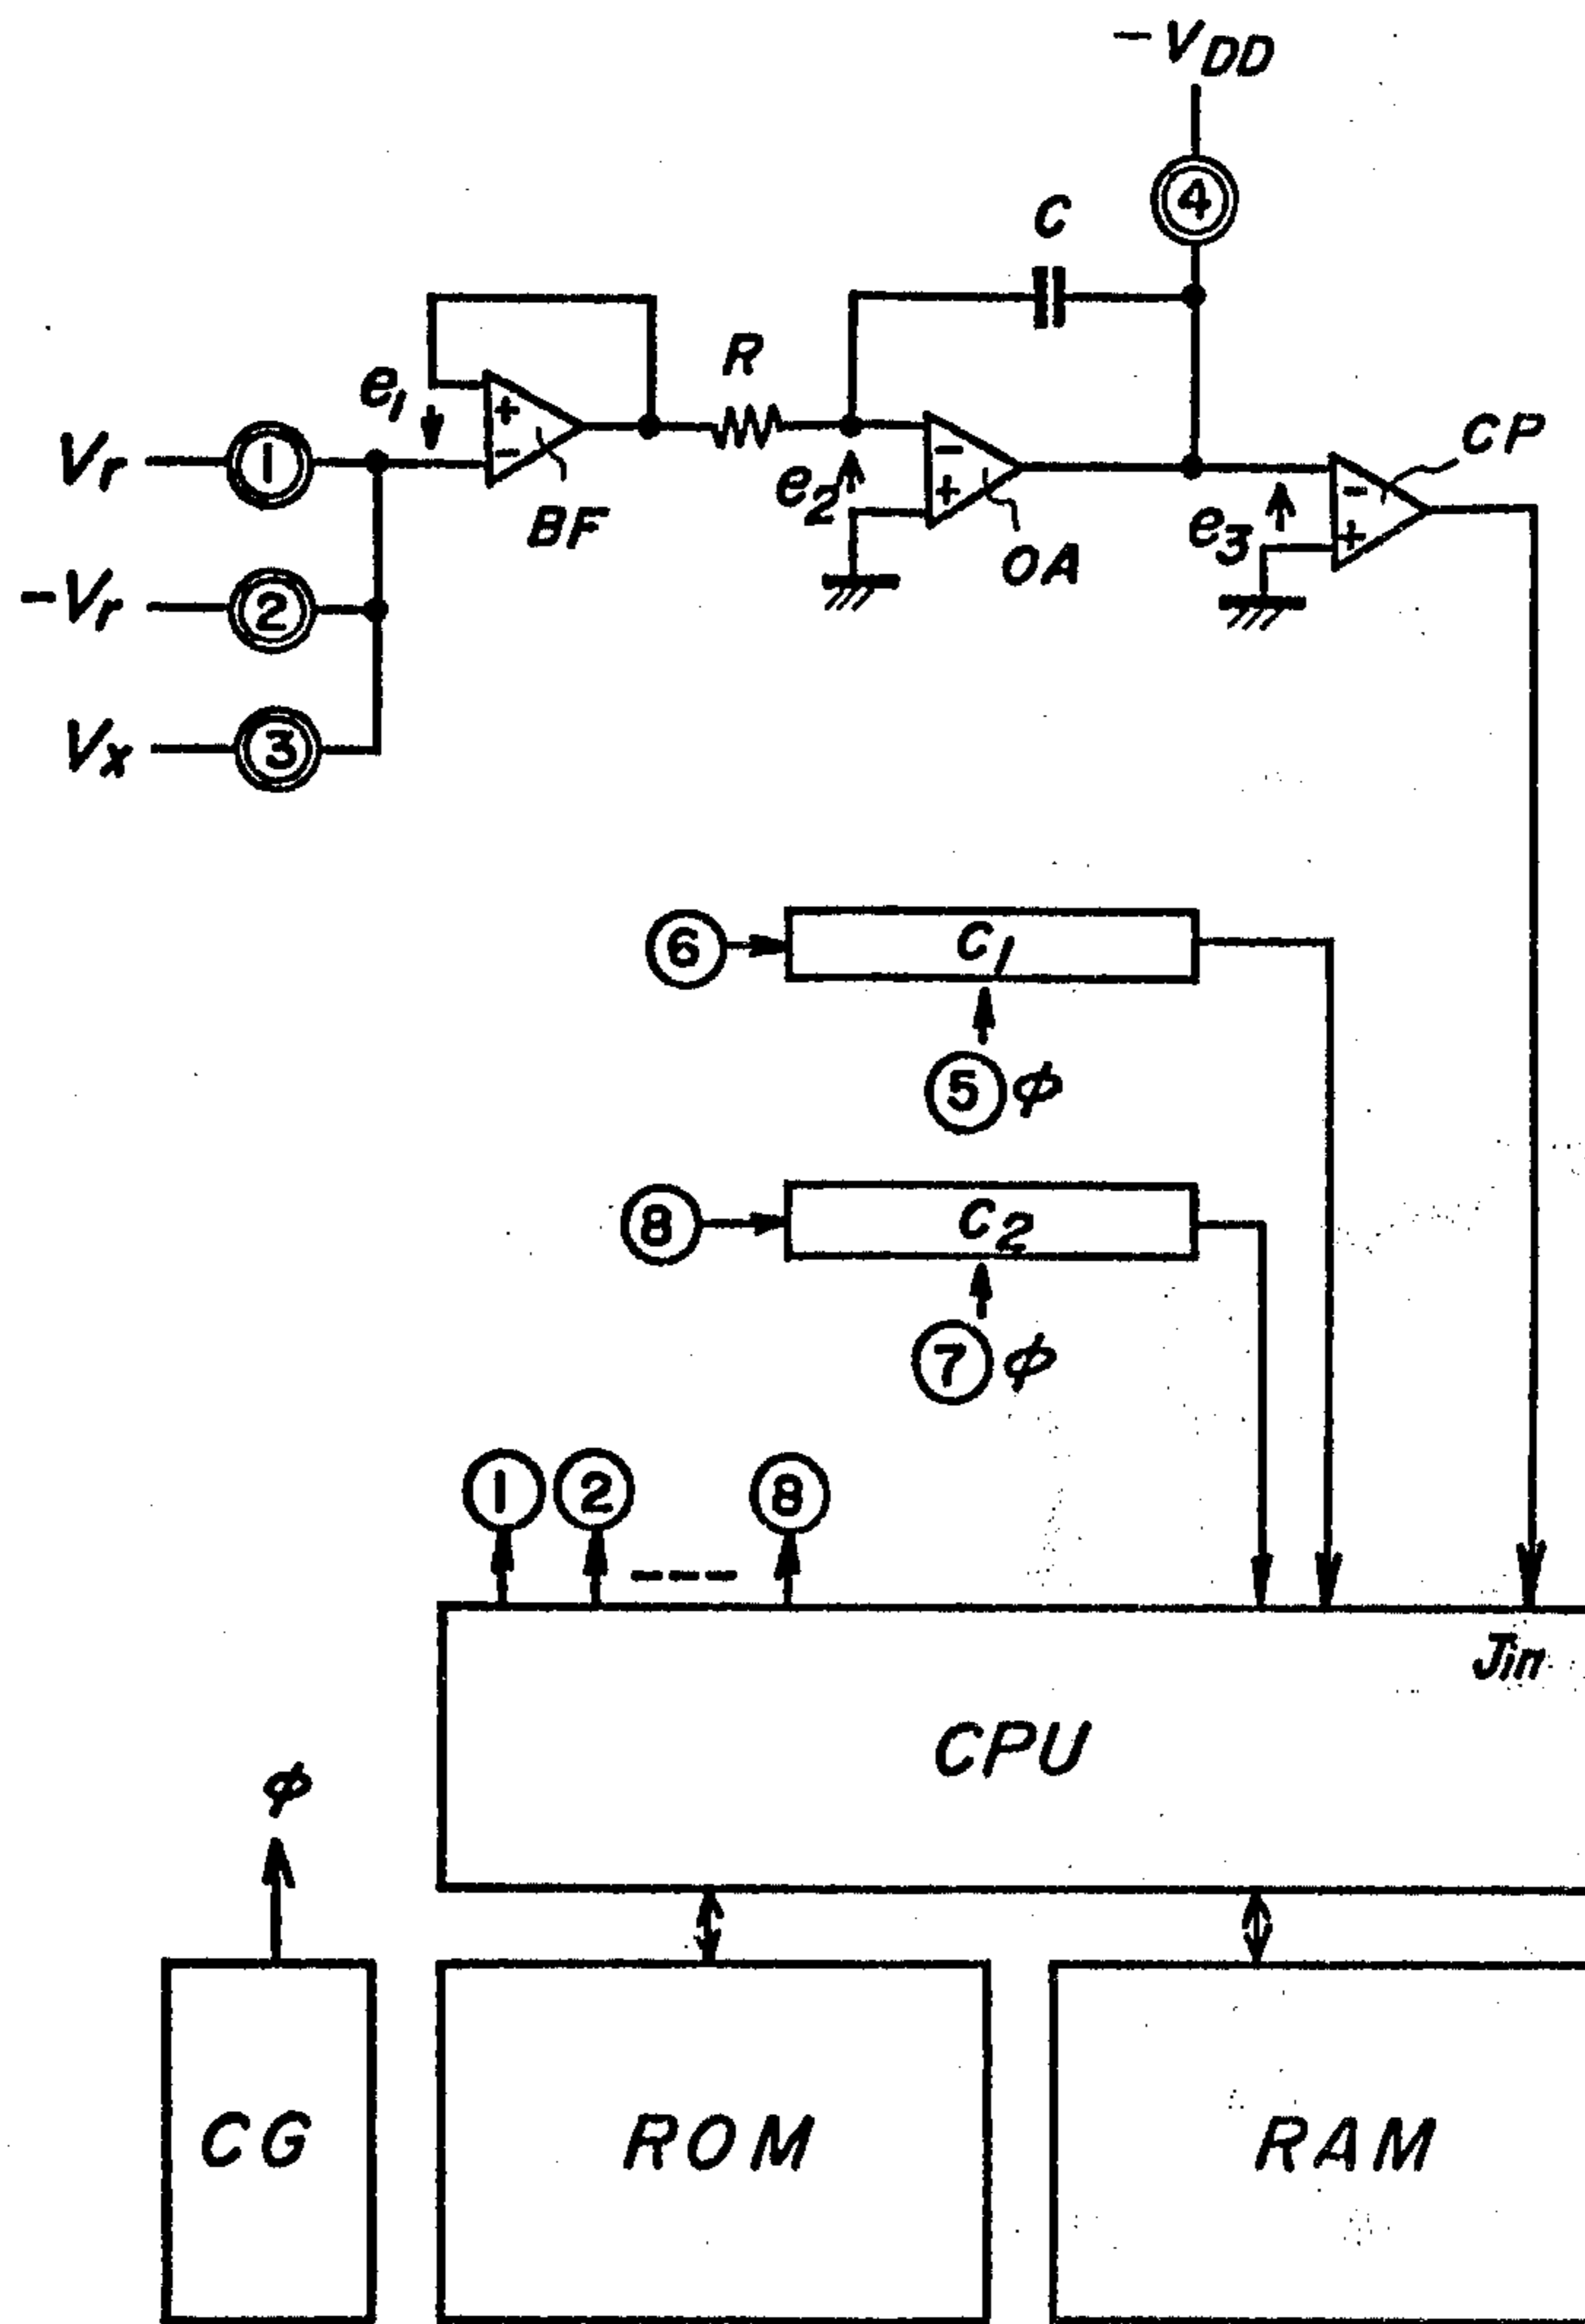 -VDD
④
C
R
e1
+
-
Vr ①
BF
e2
-
+
OA
CP
e3
-
+
-Vr ②
Vx ③
⑥ C1
⑤ φ
⑧ C2
⑦ φ
① ② --- ⑧
Jin
CPU
φ
CG ROM RAM